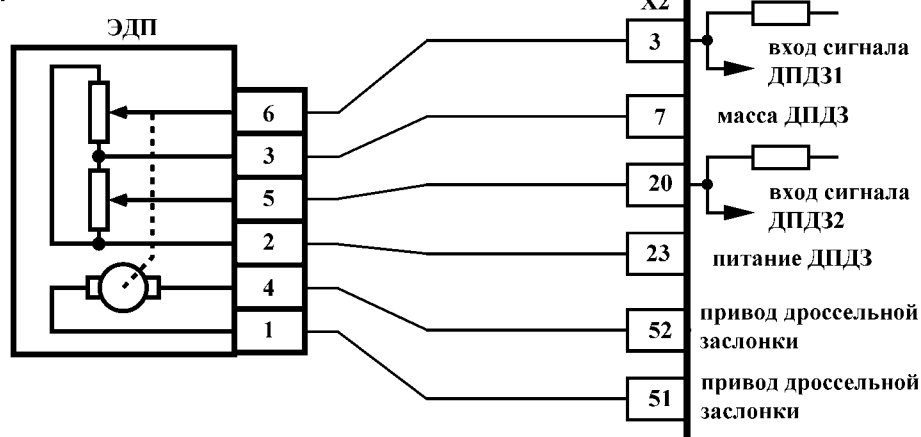 X2
ЭДП
3
вход сигнала
ДПДЗ1
6
7
масса ДПДЗ
3
5
20
вход сигнала
ДПДЗ2
2
23
питание ДПДЗ
4
1
52
привод дроссельной
заслонки
51
привод дроссельной
заслонки